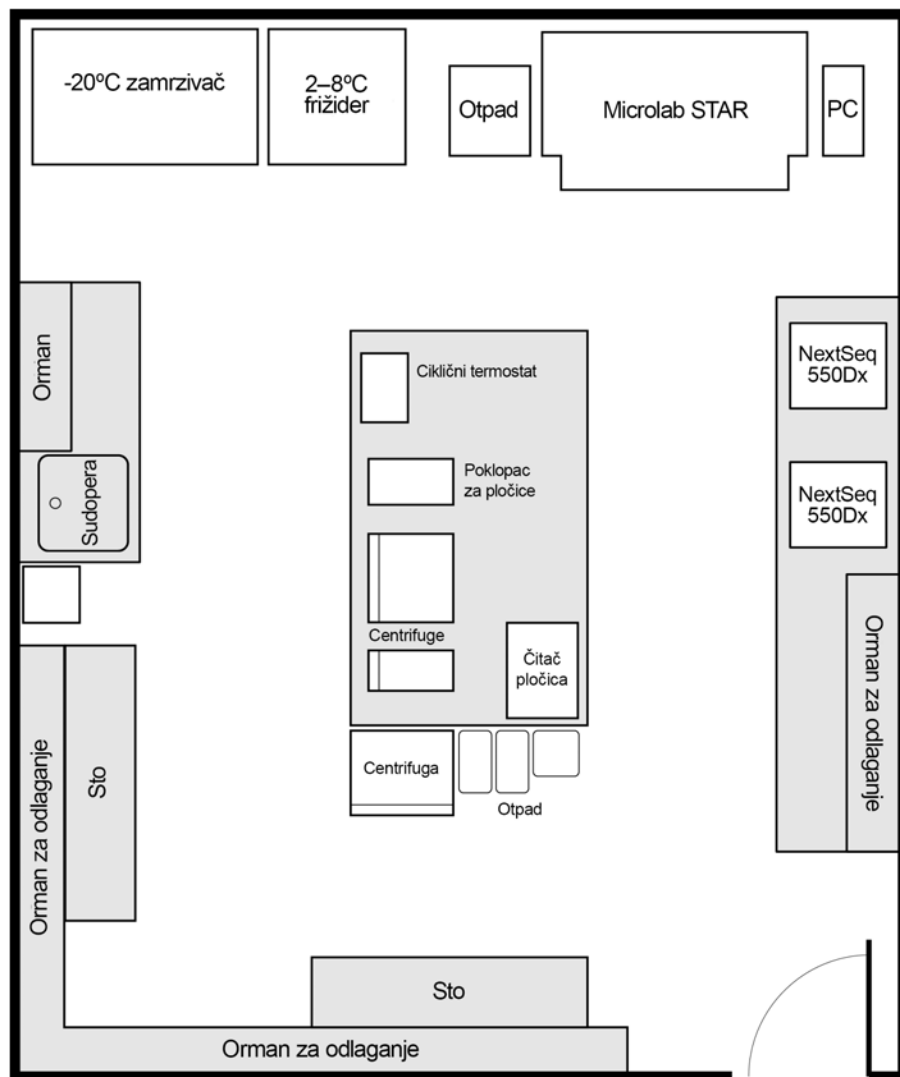 -20ºC zamrzivač
2–8ºC
frižider
Otpad
Microlab STAR
PC
Orman
Sudopera
Ciklični termostat
Poklopac
za pločice
Centrifuge
Čitač
pločica
Centrifuga
Otpad
NextSeq
550Dx
NextSeq
550Dx
Orman za odlaganje
Orman za odlaganje
Sto
Sto
Orman za odlaganje